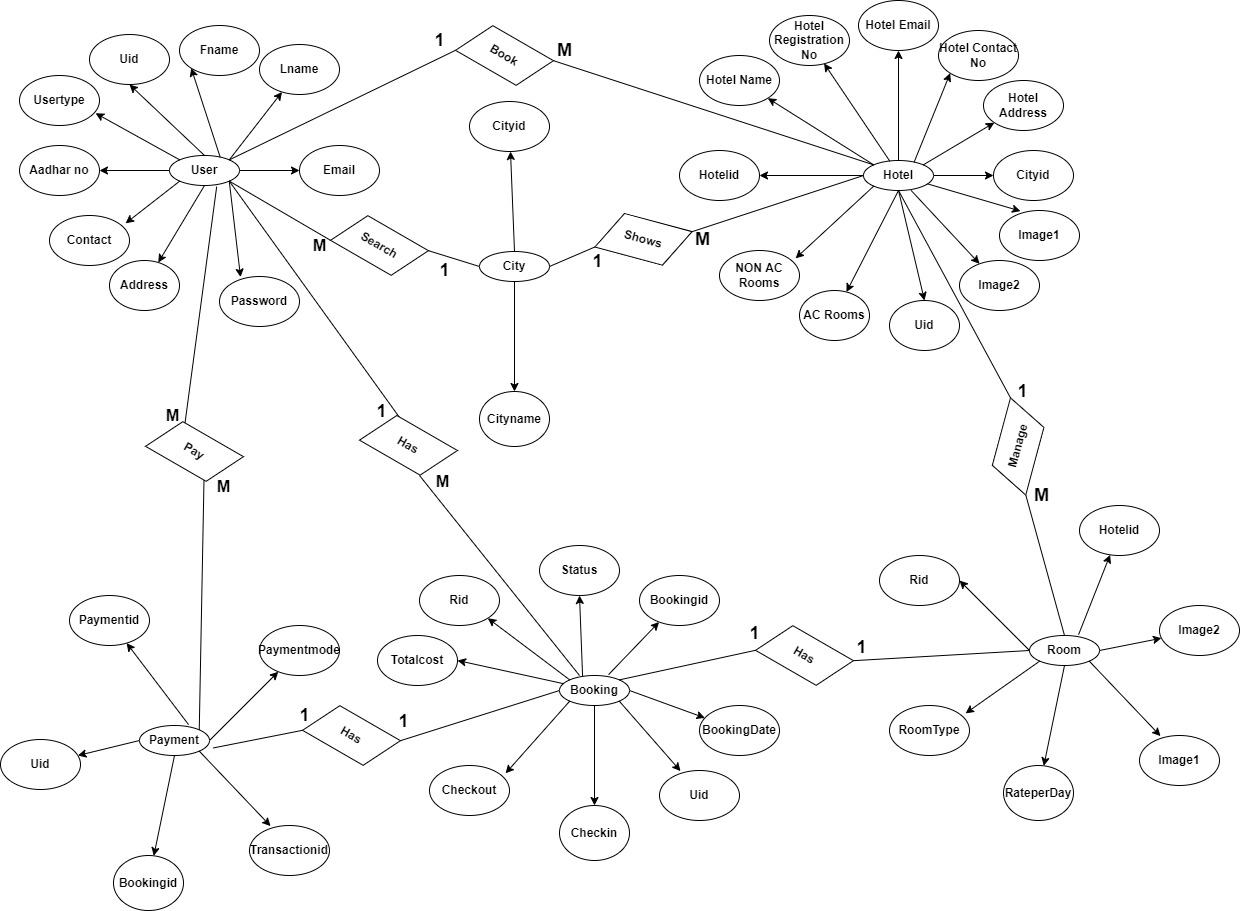 Hotel Email
Hotel
Registration
No
1
Book
M
Fname
Uid
Lname
Hotel Contact
No
Hotel Name
Usertype
Hotel
Address
Cityid
Aadhar no
User
Email
Hotelid
Hotel
Cityid
Contact
M
Search
1
City
1
Shows
M
Image1
Address
Password
NON AC
Rooms
Image2
AC Rooms
Uid
Cityname
M
Pay
M
1
Has
M
1
Manage
M
Hotelid
Status
Rid
Rid
Bookingid
Paymentid
Paymentmode
Totalcost
1
Has
1
Room
Image2
Booking
1
Has
1
Payment
BookingDate
RoomType
Uid
Image1
Checkout
Uid
RateperDay
Checkin
Transactionid
Bookingid